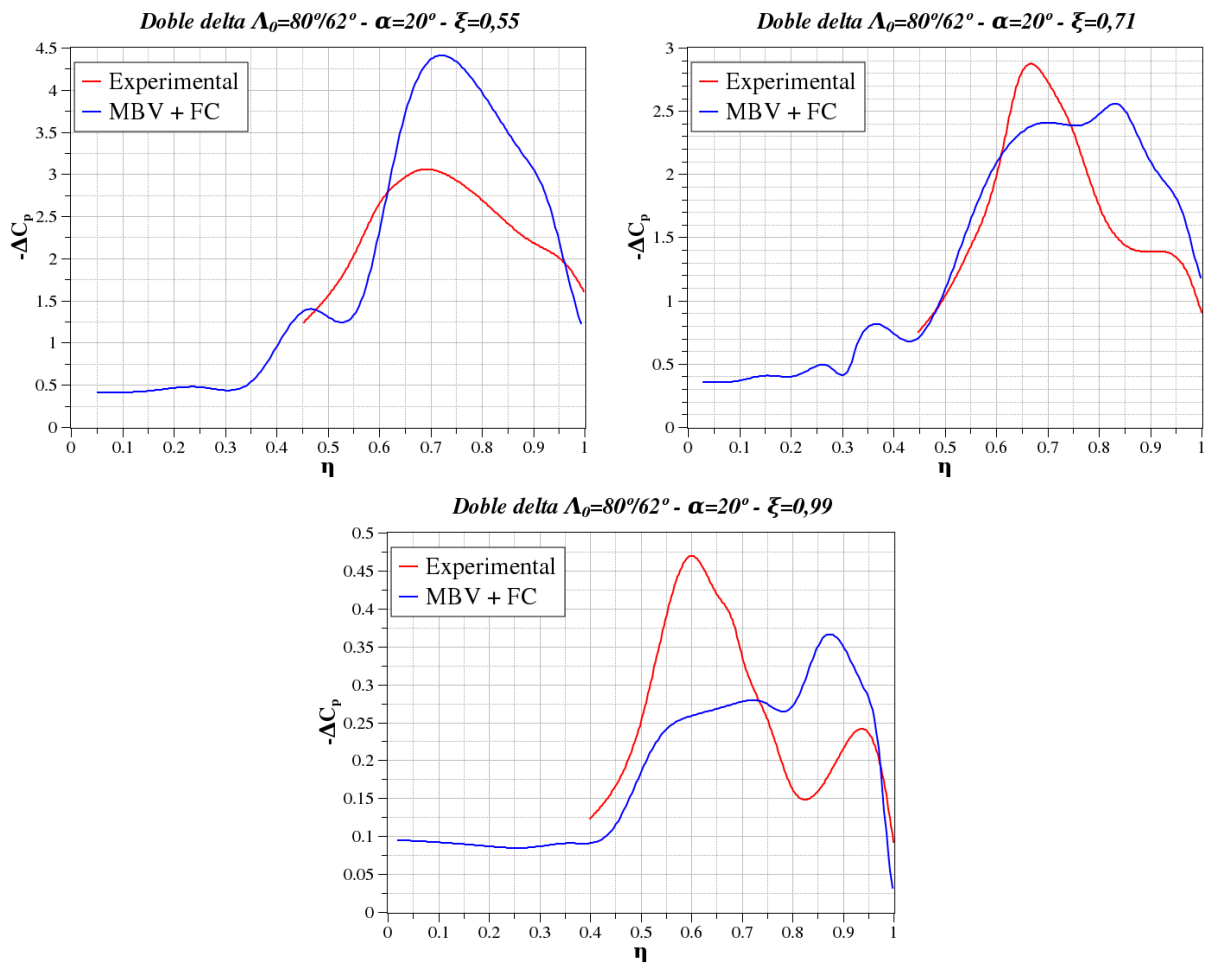 Doble delta Λ₀=80º/62º - α=20º - ξ=0,55
4.5
4
3.5
3
2.5
2
1.5
1
0.5
0
-ΔCₚ
Experimental
MBV + FC
0 0.1 0.2 0.3 0.4 0.5 0.6 0.7 0.8 0.9 1
η
Doble delta Λ₀=80º/62º - α=20º - ξ=0,71
3
2.5
2
1.5
1
0.5
0
-ΔCₚ
Experimental
MBV + FC
0 0.1 0.2 0.3 0.4 0.5 0.6 0.7 0.8 0.9 1
η
Doble delta Λ₀=80º/62º - α=20º - ξ=0,99
0.5
0.45
0.4
0.35
0.3
0.25
0.2
0.15
0.1
0.05
0
-ΔCₚ
Experimental
MBV + FC
0 0.1 0.2 0.3 0.4 0.5 0.6 0.7 0.8 0.9 1
η